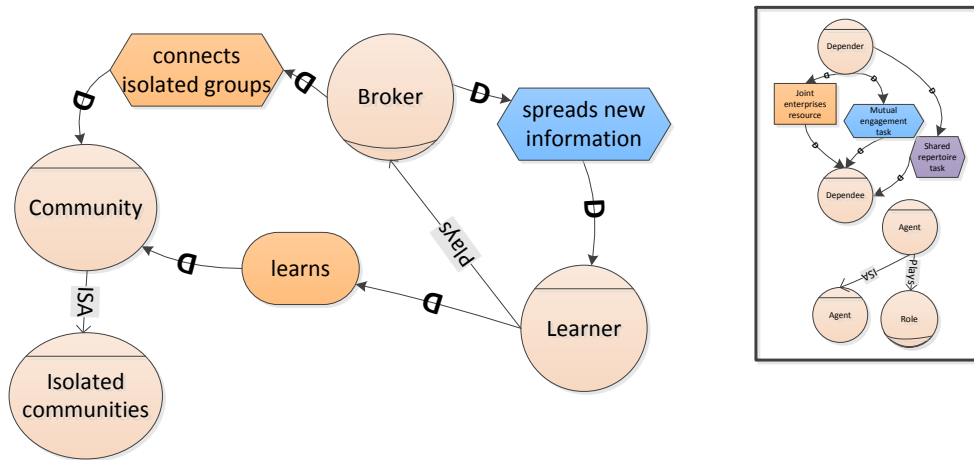 connects
isolated groups
D
D
Broker
D
spreads new
information
D
Community
Plays
learns
D
D
Learner
ISA
Isolated
communities
Depender
D
D
D
Joint
enterprises
resource
Mutual
engagement
task
Shared
repertoire
task
D
D
D
Dependee
Agent
ISA
Plays
Agent
Role